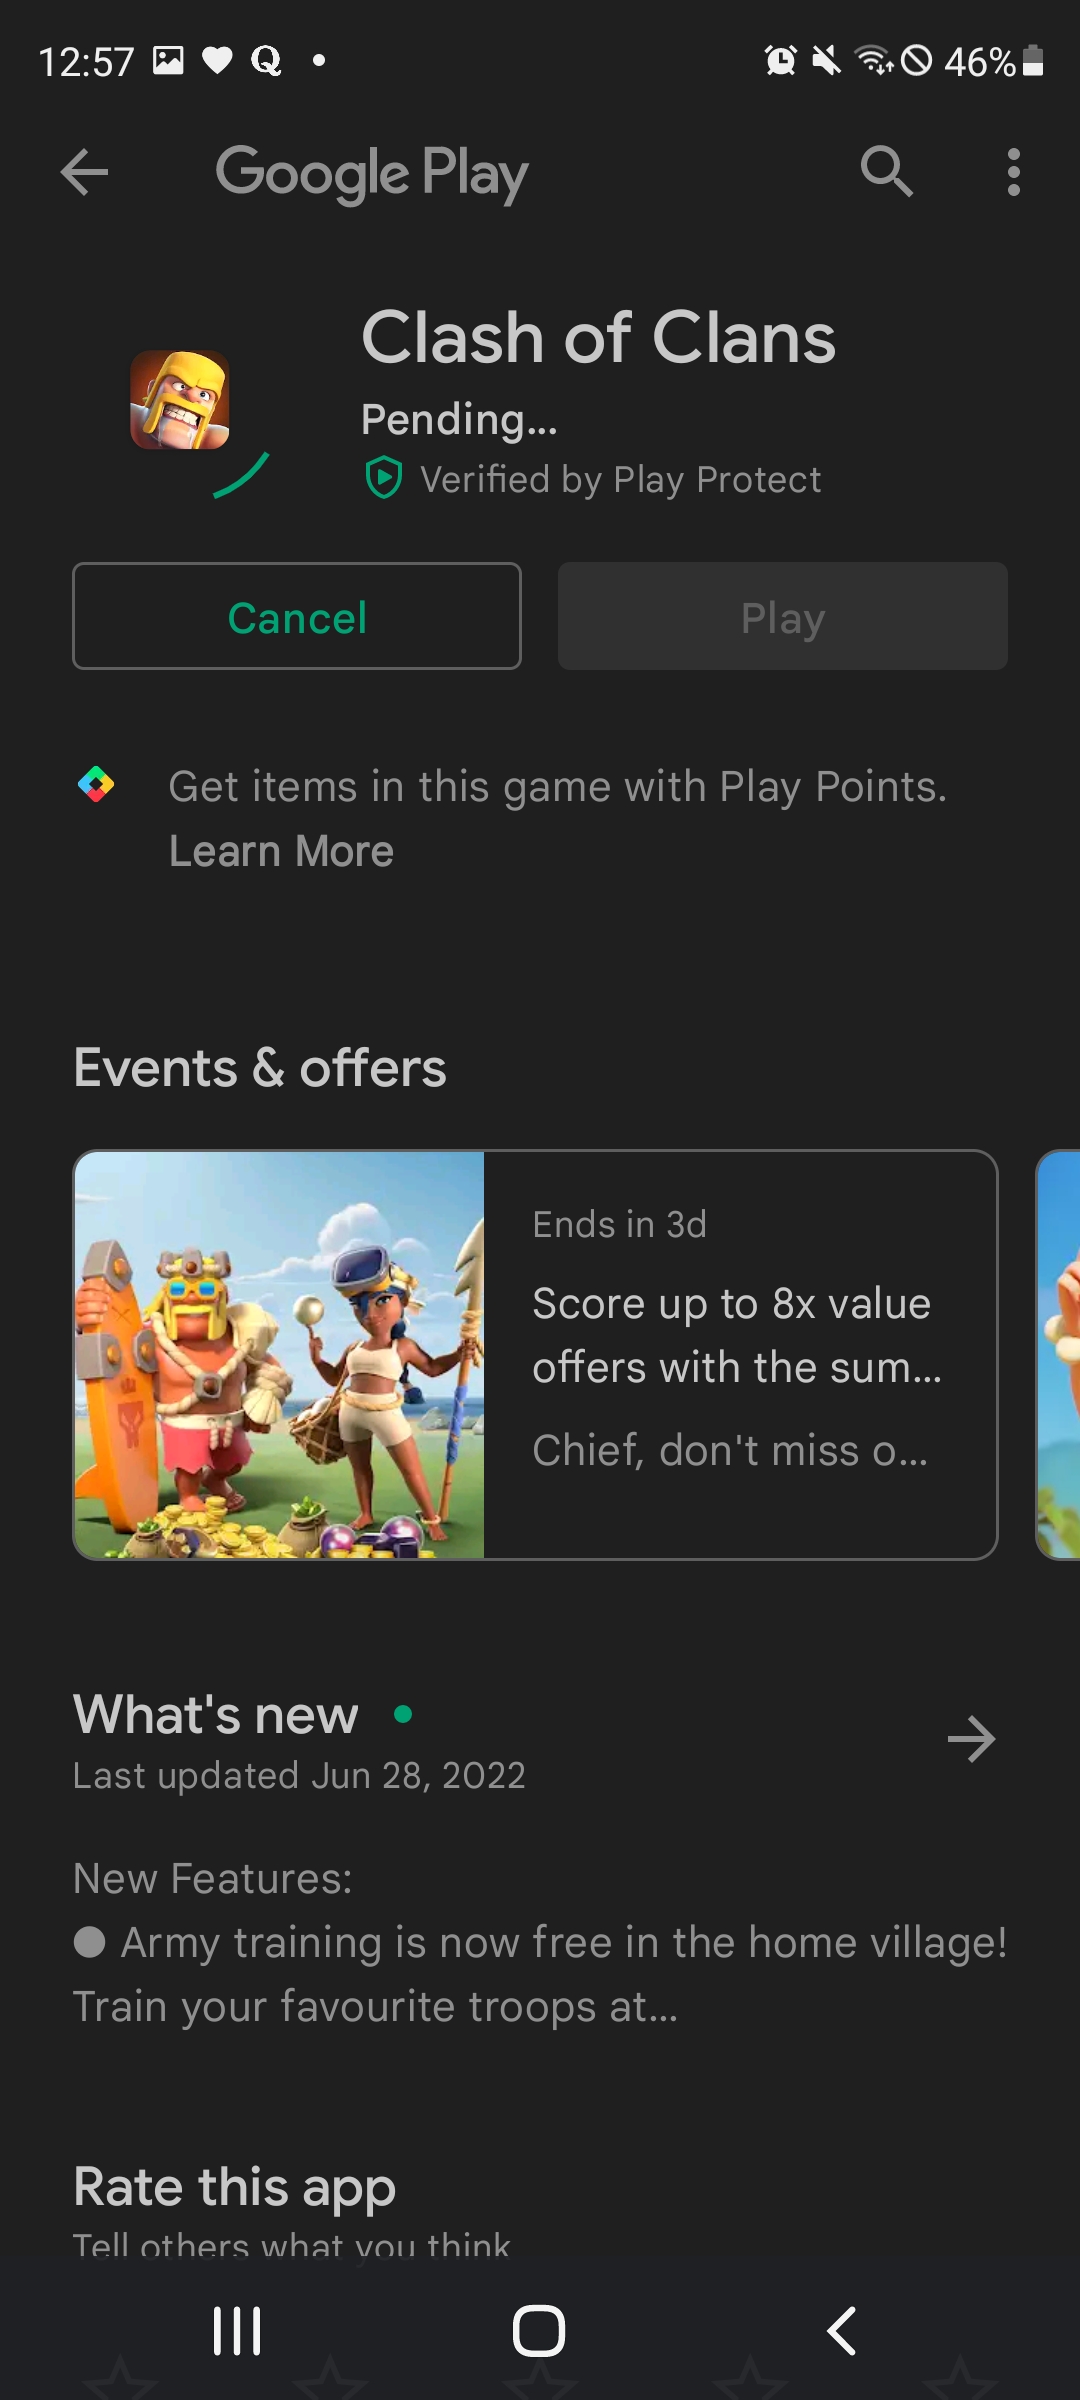 12:57
46%
Google Play
Clash of Clans
Pending...
Verified by Play Protect
Cancel
Play
Get items in this game with Play Points.
Learn More
Events & offers
Ends in 3d
Score up to 8x value
offers with the sum...
Chief, don't miss o...
What's new
Last updated Jun 28, 2022
New Features:
● Army training is now free in the home village!
Train your favourite troops at...
Rate this app
Tell others what you think